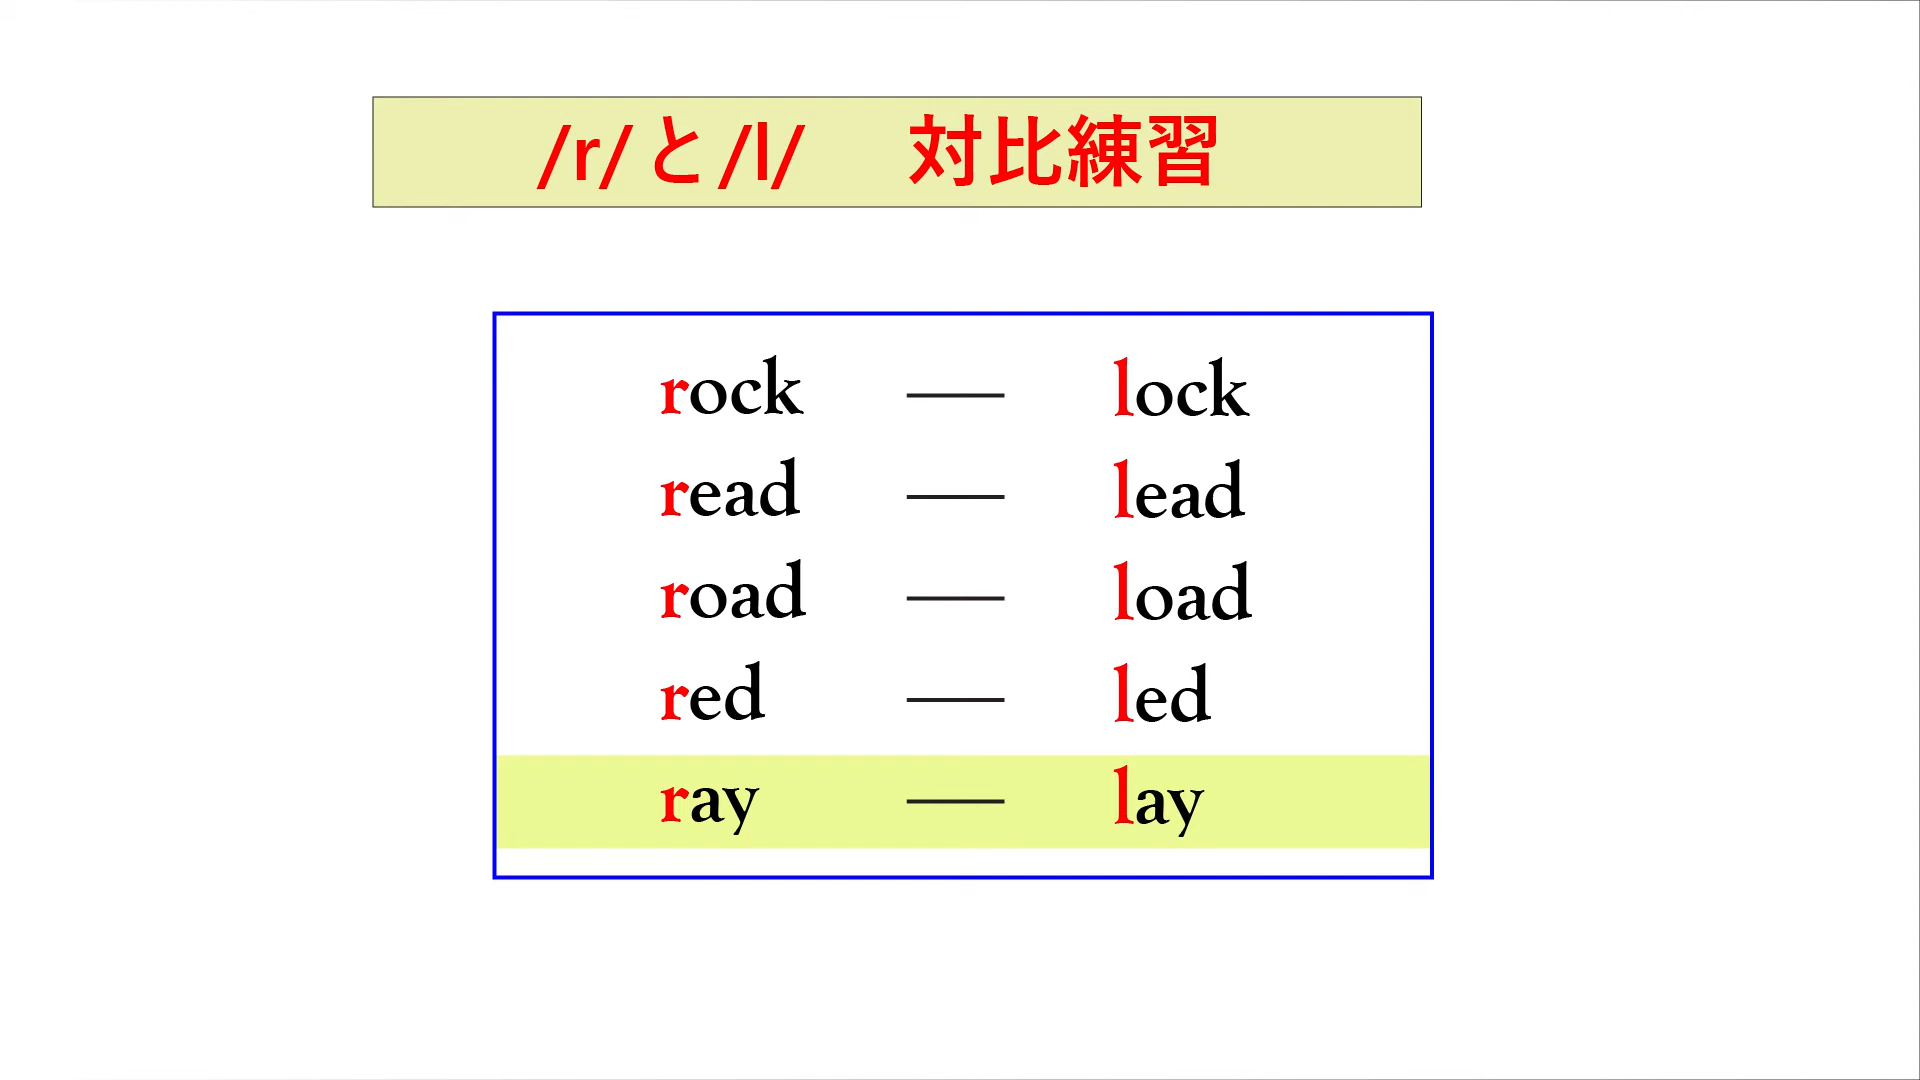 /r/と/l/ 対比練習
rock — lock
read — lead
road — load
red — led
ray — lay